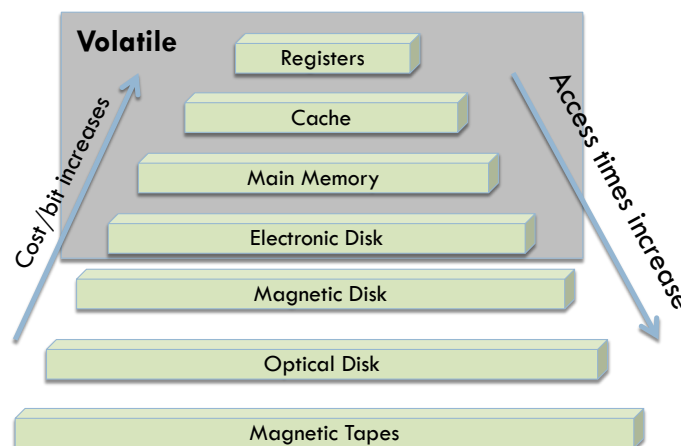 Volatile
Registers
Cache
Main Memory
Electronic Disk
Magnetic Disk
Optical Disk
Magnetic Tapes
Cost/bit increases
Access times increase